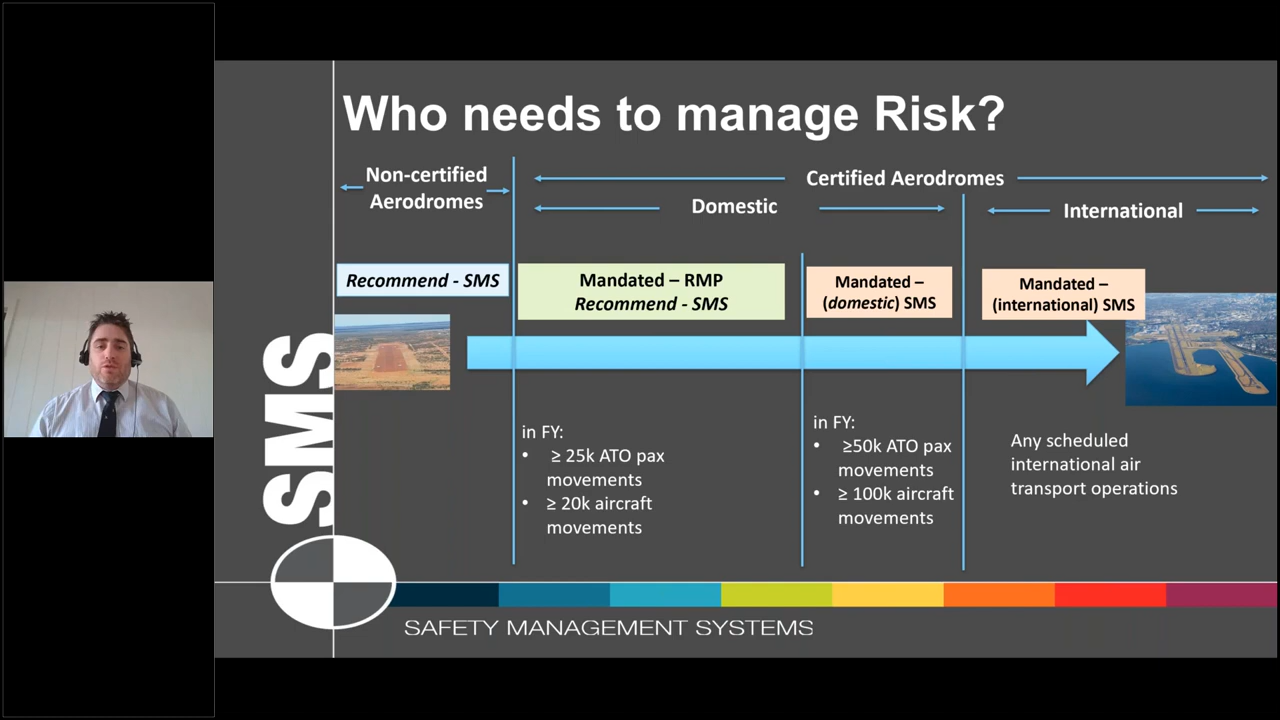 Who needs to manage Risk?
Non-certified
Aerodromes
Certified Aerodromes
Domestic
International
Recommend - SMS
Mandated – RMP
Recommend - SMS
Mandated –
(domestic) SMS
Mandated –
(international) SMS
SMS
in FY:
• ≥ 25k ATO pax
movements
• ≥ 20k aircraft
movements
in FY:
• ≥50k ATO pax
movements
• ≥ 100k aircraft
movements
Any scheduled
international air
transport operations
SAFETY MANAGEMENT SYSTEMS